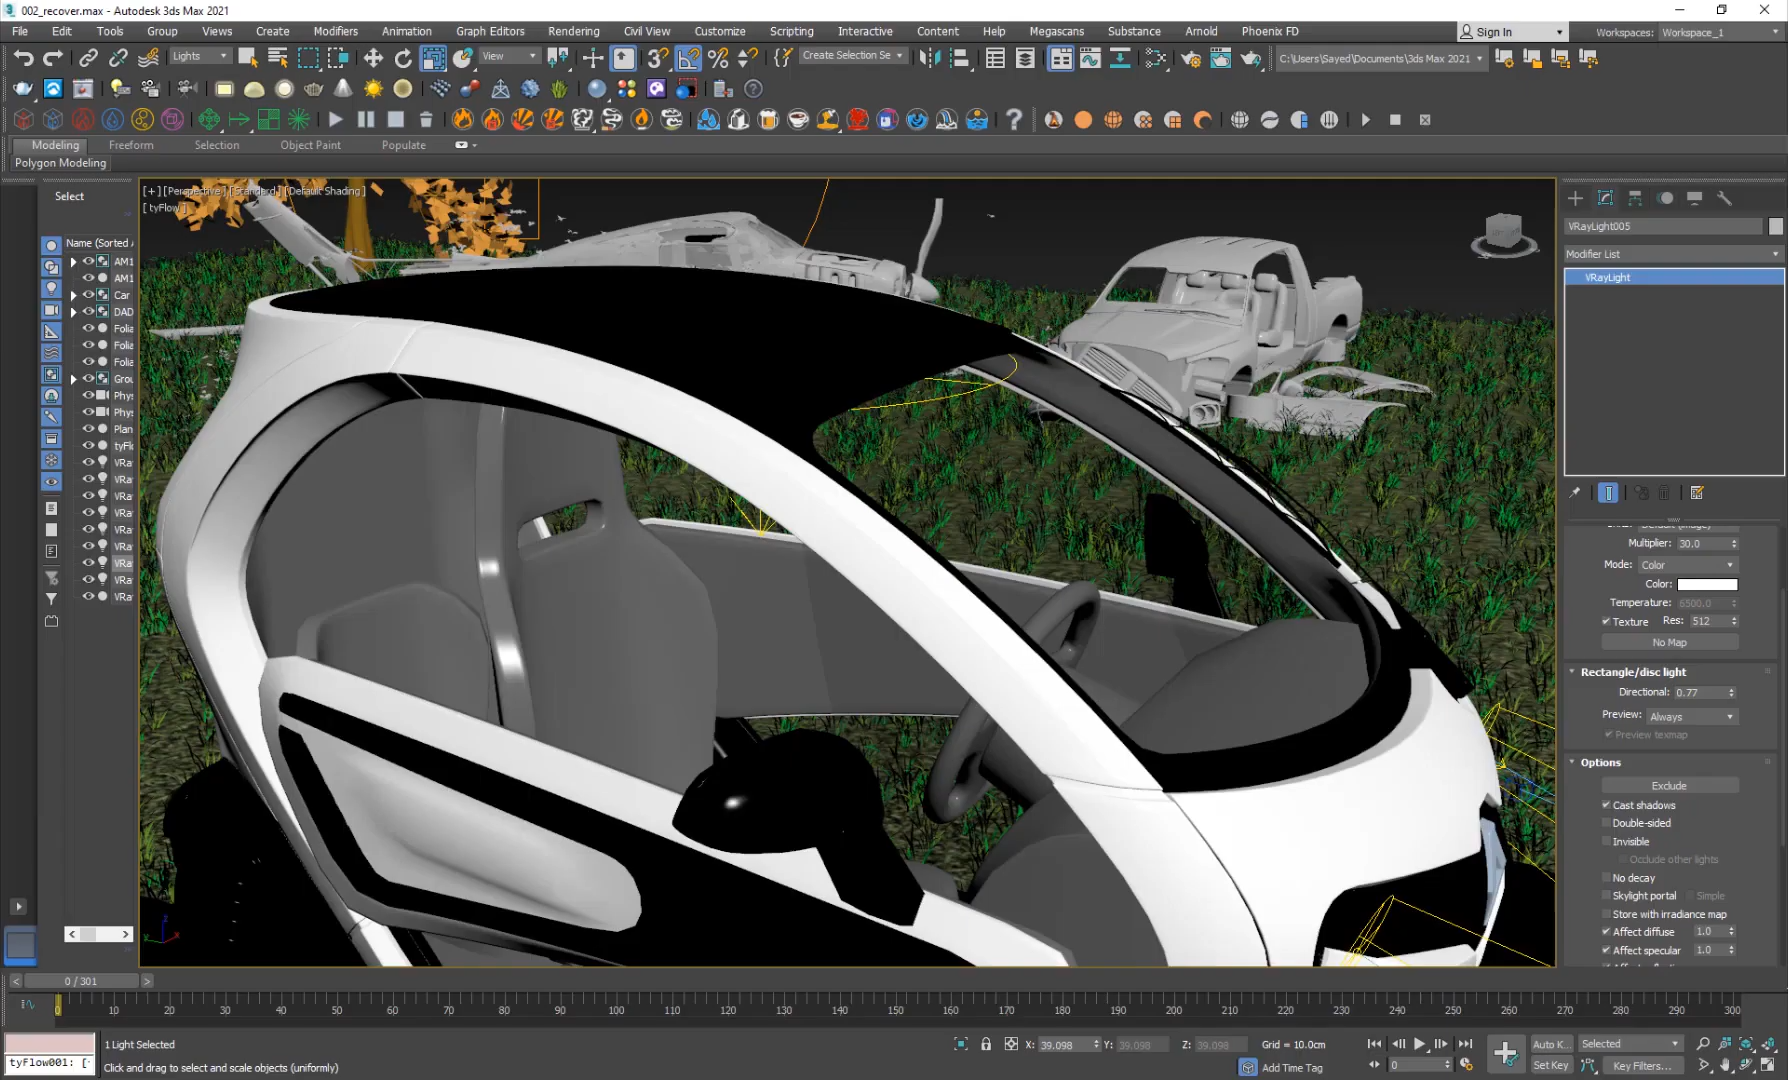 002_recover.max - Autodesk 3ds Max 2021
File Edit Tools Group Views Create Modifiers Animation Graph Editors Rendering Civil View Customize Scripting Interactive Content Help Megascans Substance Arnold Phoenix FD
Sign In
Workspaces: Workspace_1
Lights
View
Create Selection Se
C:\Users\Sayed\Documents\3ds Max 2021
Modeling Freeform Selection Object Paint Populate
Polygon Modeling
Select
Name (Sorted A
AM1
AM1
Car
DAD
Folia
Folia
Folia
Grou
Phys
Phys
Plan
tyFl
VRa
VRa
VRa
VRa
VRa
VRa
VRa
VRa
VRa
[+] [Perspective] [Standard] [Default Shading]
[ tyFlow ]
VRayLight005
Modifier List
VRayLight
Multiplier: 30.0
Mode: Color
Color:
Temperature: 6500.0
Texture Res: 512
No Map
Rectangle/disc light
Directional: 0.77
Preview: Always
Preview texmap
Options
Exclude
Cast shadows
Double-sided
Invisible
Occlude other lights
No decay
Skylight portal Simple
Store with irradiance map
Affect diffuse 1.0
Affect specular 1.0
0 / 301
0 10 20 30 40 50 60 70 80 90 100 110 120 130 140 150 160 170 180 190 200 210 220 230 240 250 260 270 280 290 300
1 Light Selected
X: 39.098 Y: 39.098 Z: 39.098 Grid = 10.0cm
Auto K... Selected
tyFlow001: [
Click and drag to select and scale objects (uniformly)
Add Time Tag
0
Set Key Key Filters...